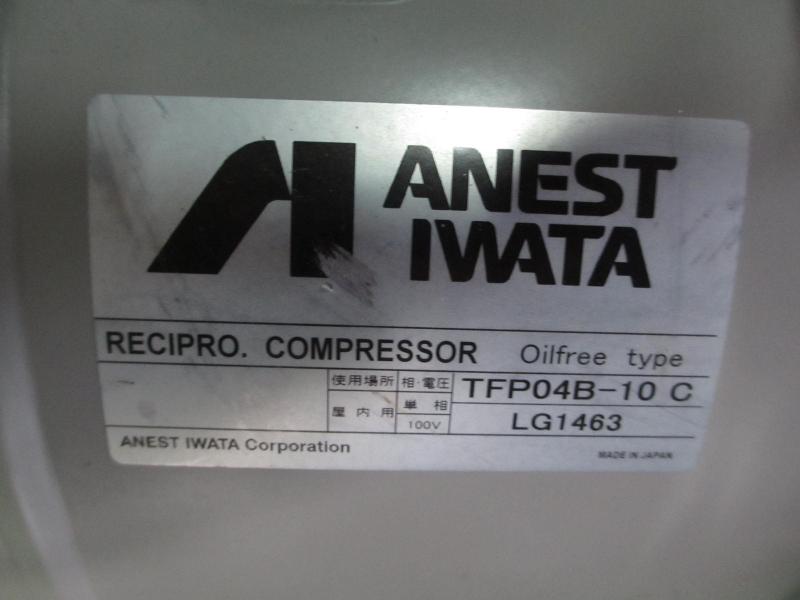 ANEST
IWATA
RECIPRO. COMPRESSOR Oilfree type
使用場所 相・電圧 TFP04B-10 C
屋内用 単相 100V LG1463
ANEST IWATA Corporation MADE IN JAPAN